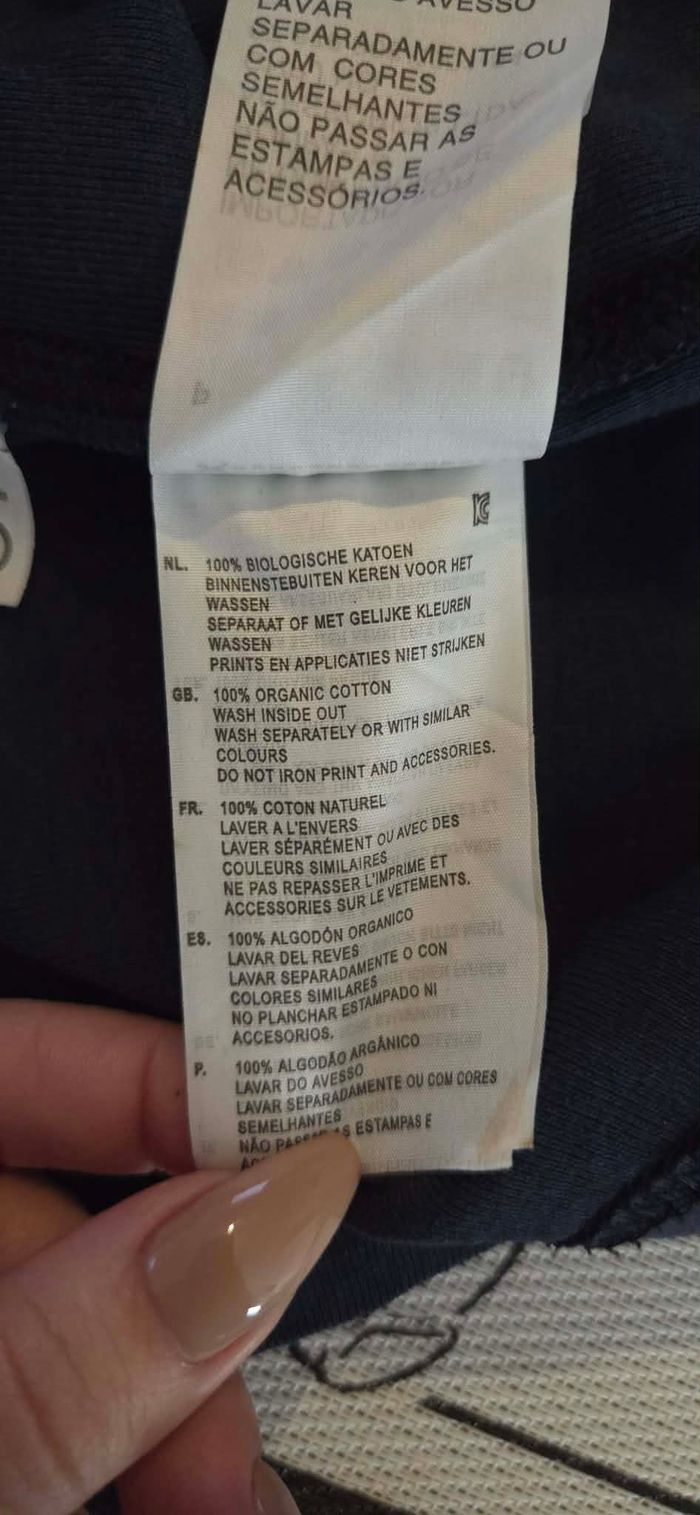 LAVAR
SEPARADAMENTE OU
COM CORES
SEMELHANTES
NÃO PASSAR AS
ESTAMPAS E
ACESSÓRIOS.
NL. 100% BIOLOGISCHE KATOEN
BINNENSTEBUITEN KEREN VOOR HET
WASSEN
SEPARAAT OF MET GELIJKE KLEUREN
WASSEN
PRINTS EN APPLICATIES NIET STRIJKEN
GB. 100% ORGANIC COTTON
WASH INSIDE OUT
WASH SEPARATELY OR WITH SIMILAR
COLOURS
DO NOT IRON PRINT AND ACCESSORIES.
FR. 100% COTON NATUREL
LAVER A L'ENVERS
LAVER SÉPARÉMENT OU AVEC DES
COULEURS SIMILAIRES
NE PAS REPASSER L'IMPRIME ET
ACCESSORIES SUR LE VETEMENTS.
ES. 100% ALGODÓN ORGANICO
LAVAR DEL REVES
LAVAR SEPARADAMENTE O CON
COLORES SIMILARES
NO PLANCHAR ESTAMPADO NI
ACCESORIOS.
P. 100% ALGODÃO ARGÂNICO
LAVAR DO AVESSO
LAVAR SEPARADAMENTE OU COM CORES
SEMELHANTES
NÃO ESTAMPAS E